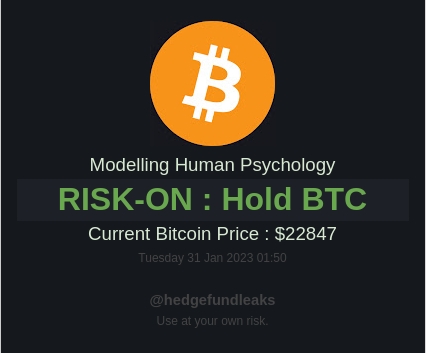 Modelling Human Psychology
RISK-ON : Hold BTC
Current Bitcoin Price : $22847
Tuesday 31 Jan 2023 01:50
@hedgefundleaks
Use at your own risk.